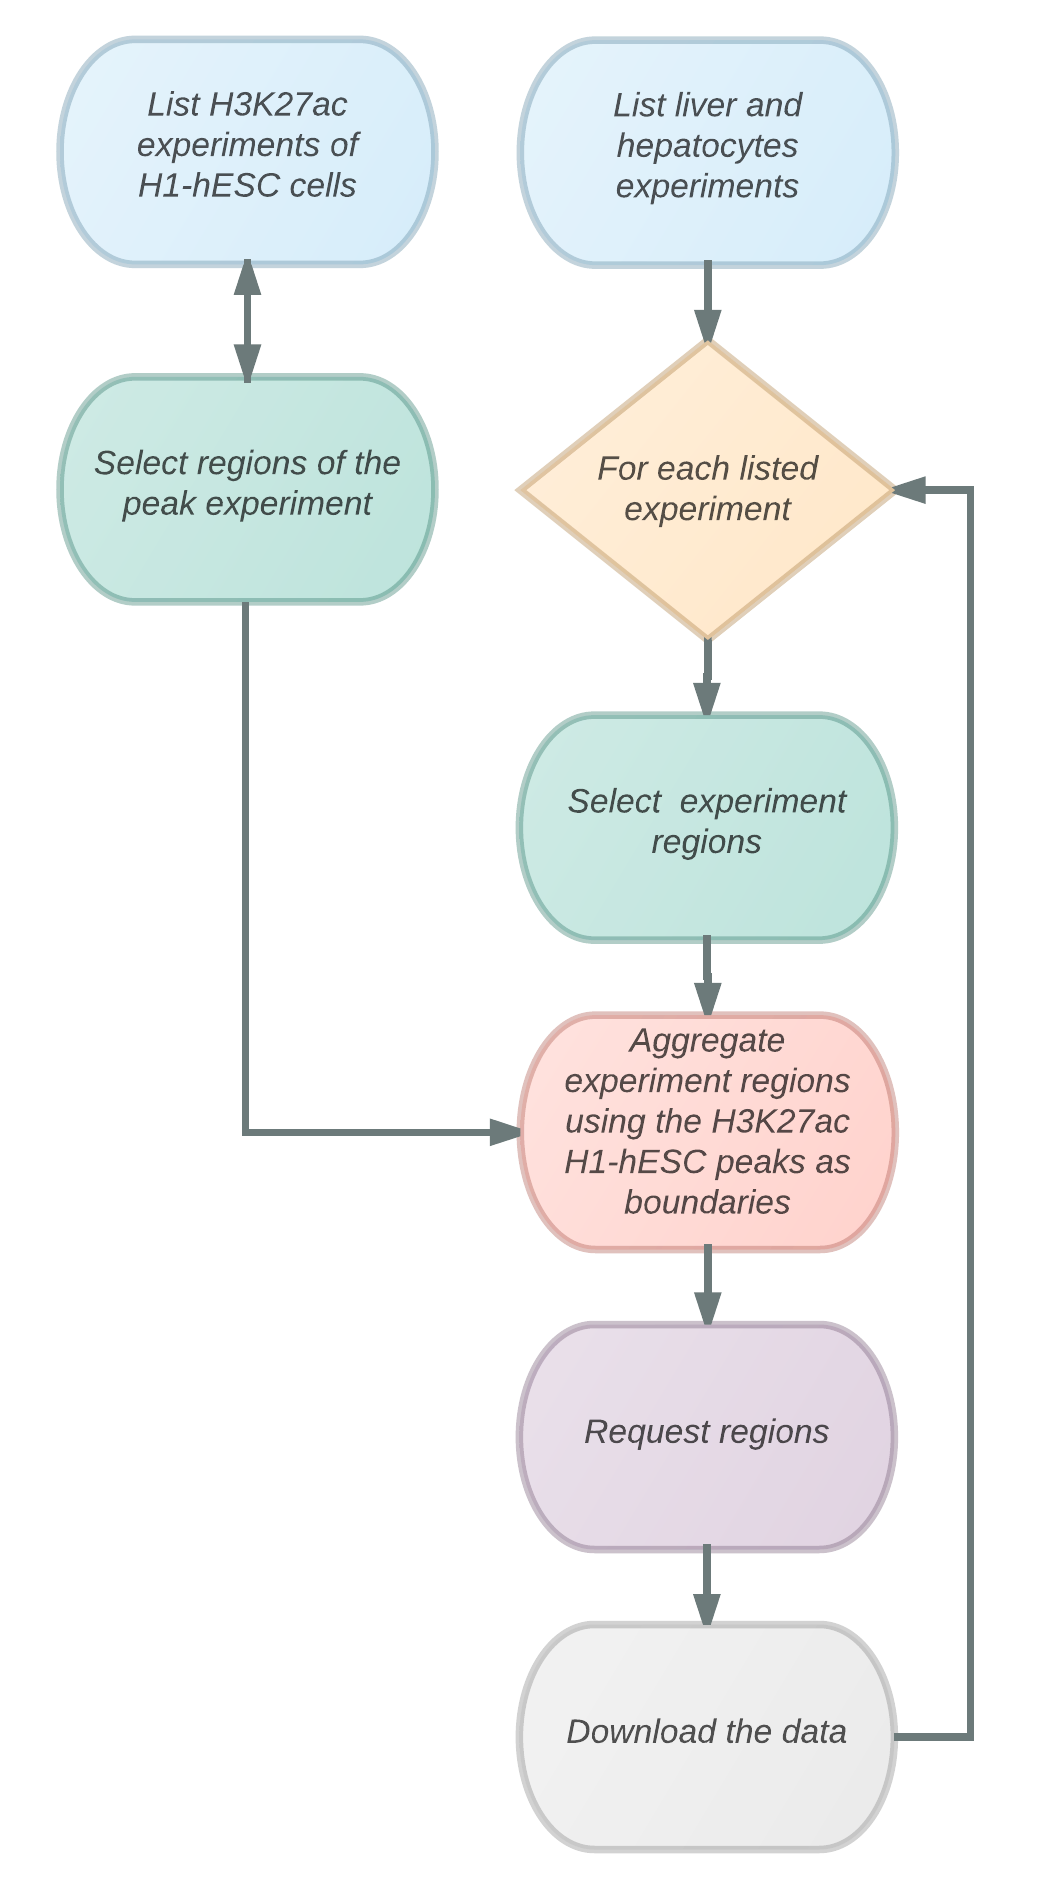 List H3K27ac
experiments of
H1-hESC cells
List liver and
hepatocytes
experiments
Select regions of the
peak experiment
For each listed
experiment
Select  experiment
regions
Aggregate
experiment regions
using the H3K27ac
H1-hESC peaks as
boundaries
Request regions
Download the data